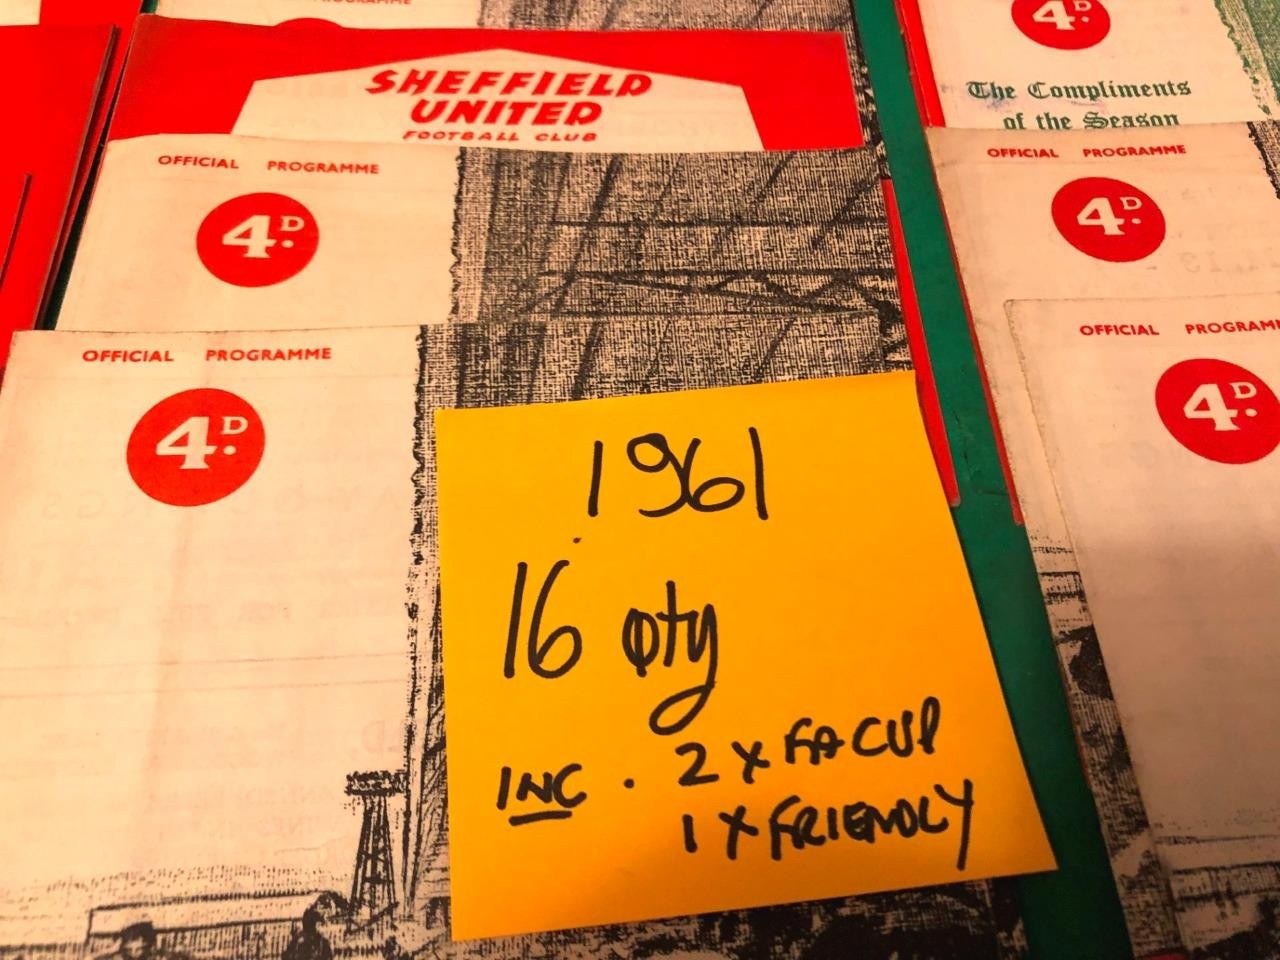 PROGRAMME
SHEFFIELD
UNITED
FOOTBALL CLUB
OFFICIAL PROGRAMME
4D.
OFFICIAL PROGRAMME
4D.
4D.
The Compliments
of the Season
OFFICIAL PROGRAMME
4D.
OFFICIAL PROGRAM
4D.
1961
16 qty
INC. 2 x FA CUP
1 x FRIENDLY